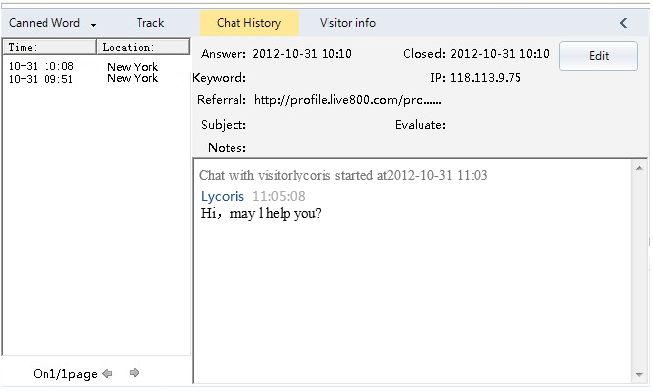 Canned Word Track Chat History Visitor info
Time: Location:
10-31 10:08 New York
10-31 09:51 New York
On1/1page
Answer: 2012-10-31 10:10 Closed: 2012-10-31 10:10 Edit
Keyword: IP: 118.113.9.75
Referral: http://profile.live800.com/pro......
Subject: Evaluate:
Notes:
Chat with visitorlycoris started at2012-10-31 11:03
Lycoris 11:05:08
Hi，may l help you?